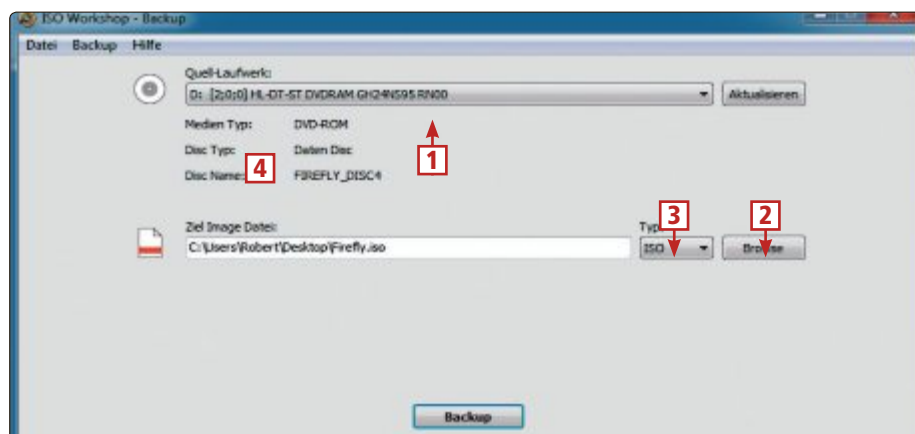 ISO Workshop - Backup
Datei Backup Hilfe
Quell-Laufwerk:
D: [2;0;0] HL-DT-ST DVDRAM GH24NS95 RN00
Aktualisieren
Medien Typ: DVD-ROM
1
Disc Typ: Daten Disc
4
Disc Name: FIREFLY_DISC4
3
2
Ziel Image Datei:
Typ:
C:\Users\Robert\Desktop\Firefly.iso
ISO
Browse
Backup